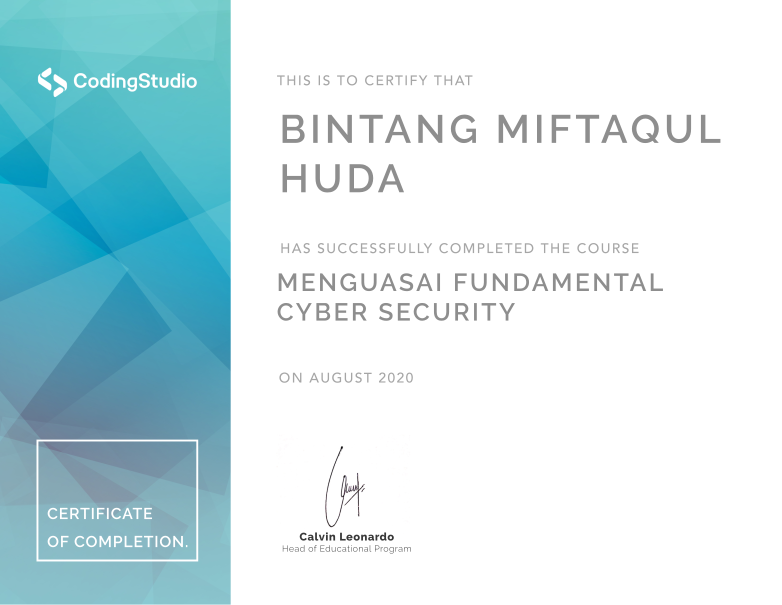 CodingStudio
THIS IS TO CERTIFY THAT
BINTANG MIFTAQUL
HUDA
HAS SUCCESSFULLY COMPLETED THE COURSE
MENGUASAI FUNDAMENTAL
CYBER SECURITY
ON AUGUST 2020
CERTIFICATE
OF COMPLETION.
Calvin Leonardo
Head of Educational Program